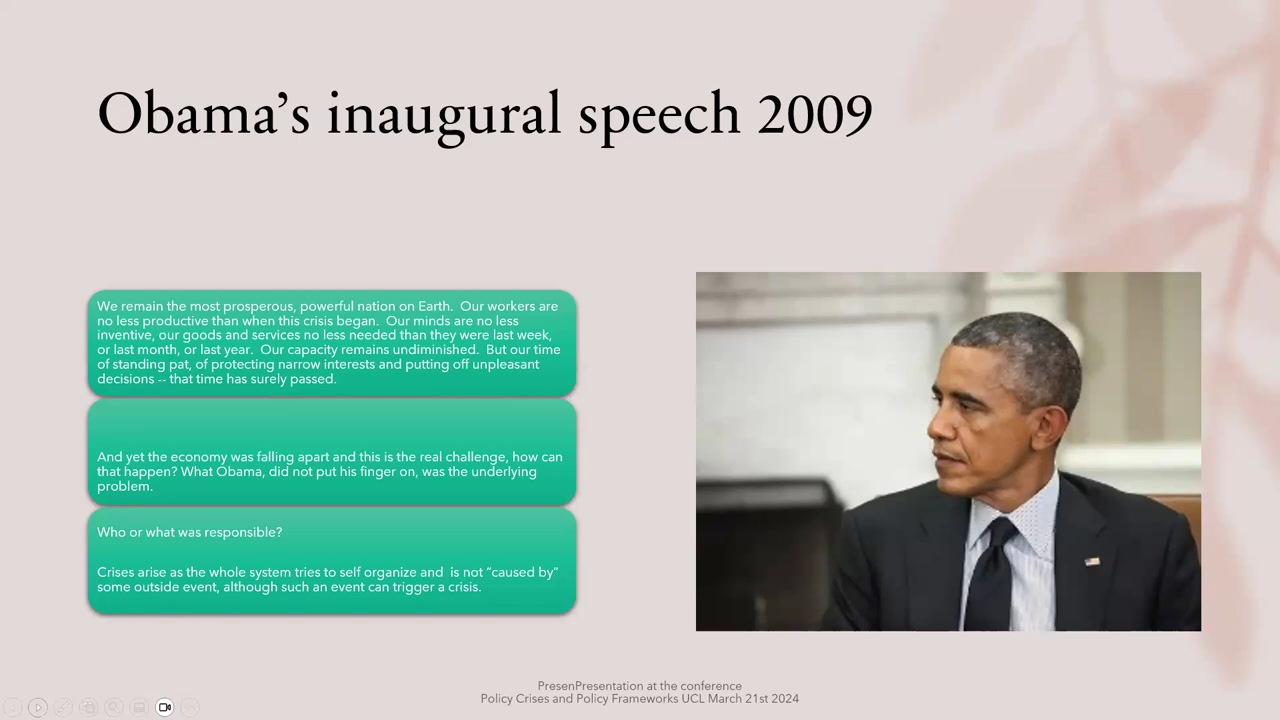 Obama’s inaugural speech 2009
We remain the most prosperous, powerful nation on Earth.  Our workers are
no less productive than when this crisis began.  Our minds are no less
inventive, our goods and services no less needed than they were last week,
or last month, or last year.  Our capacity remains undiminished.  But our time
of standing pat, of protecting narrow interests and putting off unpleasant
decisions -- that time has surely passed.
And yet the economy was falling apart and this is the real challenge, how can
that happen? What Obama, did not put his finger on, was the underlying
problem.
Who or what was responsible?
Crises arise as the whole system tries to self organize and  is not “caused by”
some outside event, although such an event can trigger a crisis.
PresenPresentation at the conference
Policy Crises and Policy Frameworks UCL March 21st 2024